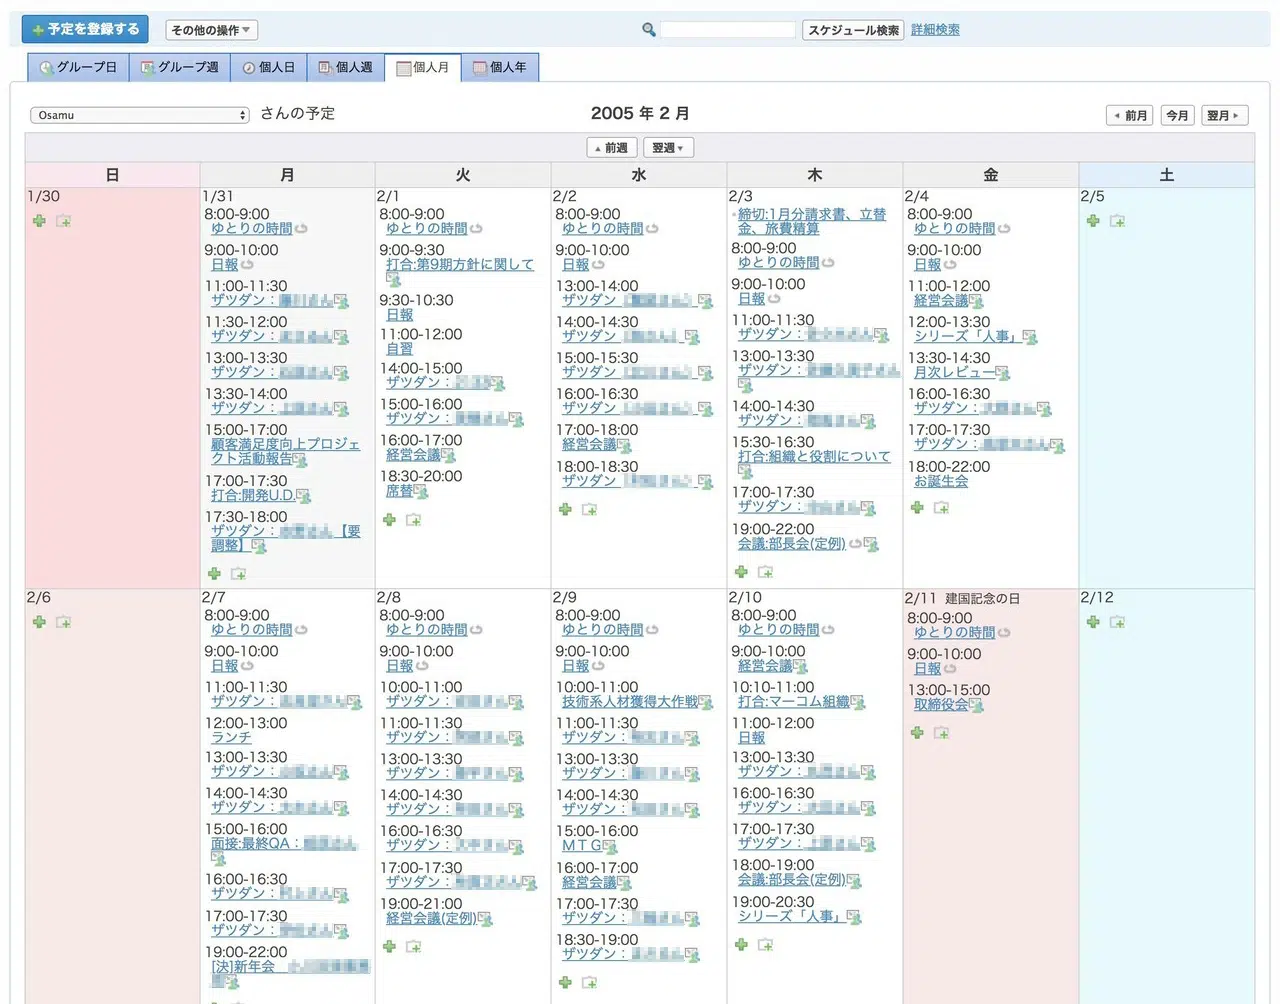 予定を登録する
その他の操作▼
スケジュール検索
詳細検索
グループ日
グループ週
個人日
個人週
個人月
個人年
Osamu
さんの予定
2005 年 2 月
前月
今月
翌月
前週
翌週
日
月
火
水
木
金
土
1/30
1/31
8:00-9:00
ゆとりの時間
9:00-10:00
日報
11:00-11:30
ザツダン：
11:30-12:00
ザツダン：
13:00-13:30
ザツダン：
13:30-14:00
ザツダン：
15:00-17:00
顧客満足度向上プロジェ
クト活動報告
17:00-17:30
打合:開発U.D.
17:30-18:00
ザツダン：
【要
調整】
2/1
8:00-9:00
ゆとりの時間
9:00-9:30
打合:第9期方針に関して
9:30-10:30
日報
11:00-12:00
自習
14:00-15:00
ザツダン：
15:00-16:00
ザツダン：
16:00-17:00
経営会議
18:30-20:00
席替
2/2
8:00-9:00
ゆとりの時間
9:00-10:00
日報
13:00-14:00
ザツダン
14:00-14:30
ザツダン
15:00-15:30
ザツダン
16:00-16:30
ザツダン
17:00-18:00
経営会議
18:00-18:30
ザツダン
2/3
締切:1月分請求書、立替
金、旅費精算
8:00-9:00
ゆとりの時間
9:00-10:00
日報
11:00-11:30
ザツダン：
13:00-13:30
ザツダン：
14:00-14:30
ザツダン：
15:30-16:30
打合:組織と役割について
17:00-17:30
ザツダン：
19:00-22:00
会議:部長会(定例)
2/4
8:00-9:00
ゆとりの時間
9:00-10:00
日報
11:00-12:00
経営会議
12:00-13:30
シリーズ「人事」
13:30-14:30
月次レビュー
16:00-16:30
ザツダン：
17:00-17:30
ザツダン：
18:00-22:00
お誕生会
2/5
2/6
2/7
8:00-9:00
ゆとりの時間
9:00-10:00
日報
11:00-11:30
ザツダン：
12:00-13:00
ランチ
13:00-13:30
ザツダン：
14:00-14:30
ザツダン：
15:00-16:00
面接:最終QA：
16:00-16:30
ザツダン：
17:00-17:30
ザツダン：
19:00-22:00
[決]新年会
2/8
8:00-9:00
ゆとりの時間
9:00-10:00
日報
10:00-11:00
ザツダン：
11:00-11:30
ザツダン：
13:00-13:30
ザツダン：
14:00-14:30
ザツダン：
16:00-16:30
ザツダン：
17:00-17:30
ザツダン：
19:00-21:00
経営会議(定例)
2/9
8:00-9:00
ゆとりの時間
9:00-10:00
日報
10:00-11:00
技術系人材獲得大作戦
11:00-11:30
ザツダン：
13:00-13:30
ザツダン：
14:00-14:30
ザツダン：
15:00-16:00
ＭＴＧ
16:00-17:00
経営会議
17:00-17:30
ザツダン：
18:30-19:00
ザツダン：
2/10
8:00-9:00
ゆとりの時間
9:00-10:00
経営会議
10:10-11:00
打合:マーコム組織
11:00-12:00
日報
13:00-13:30
ザツダン：
16:00-16:30
ザツダン：
17:00-17:30
ザツダン：
18:00-19:00
会議:部長会(定例)
19:00-20:30
シリーズ「人事」
2/11 建国記念の日
8:00-9:00
ゆとりの時間
9:00-10:00
日報
13:00-15:00
取締役会
2/12